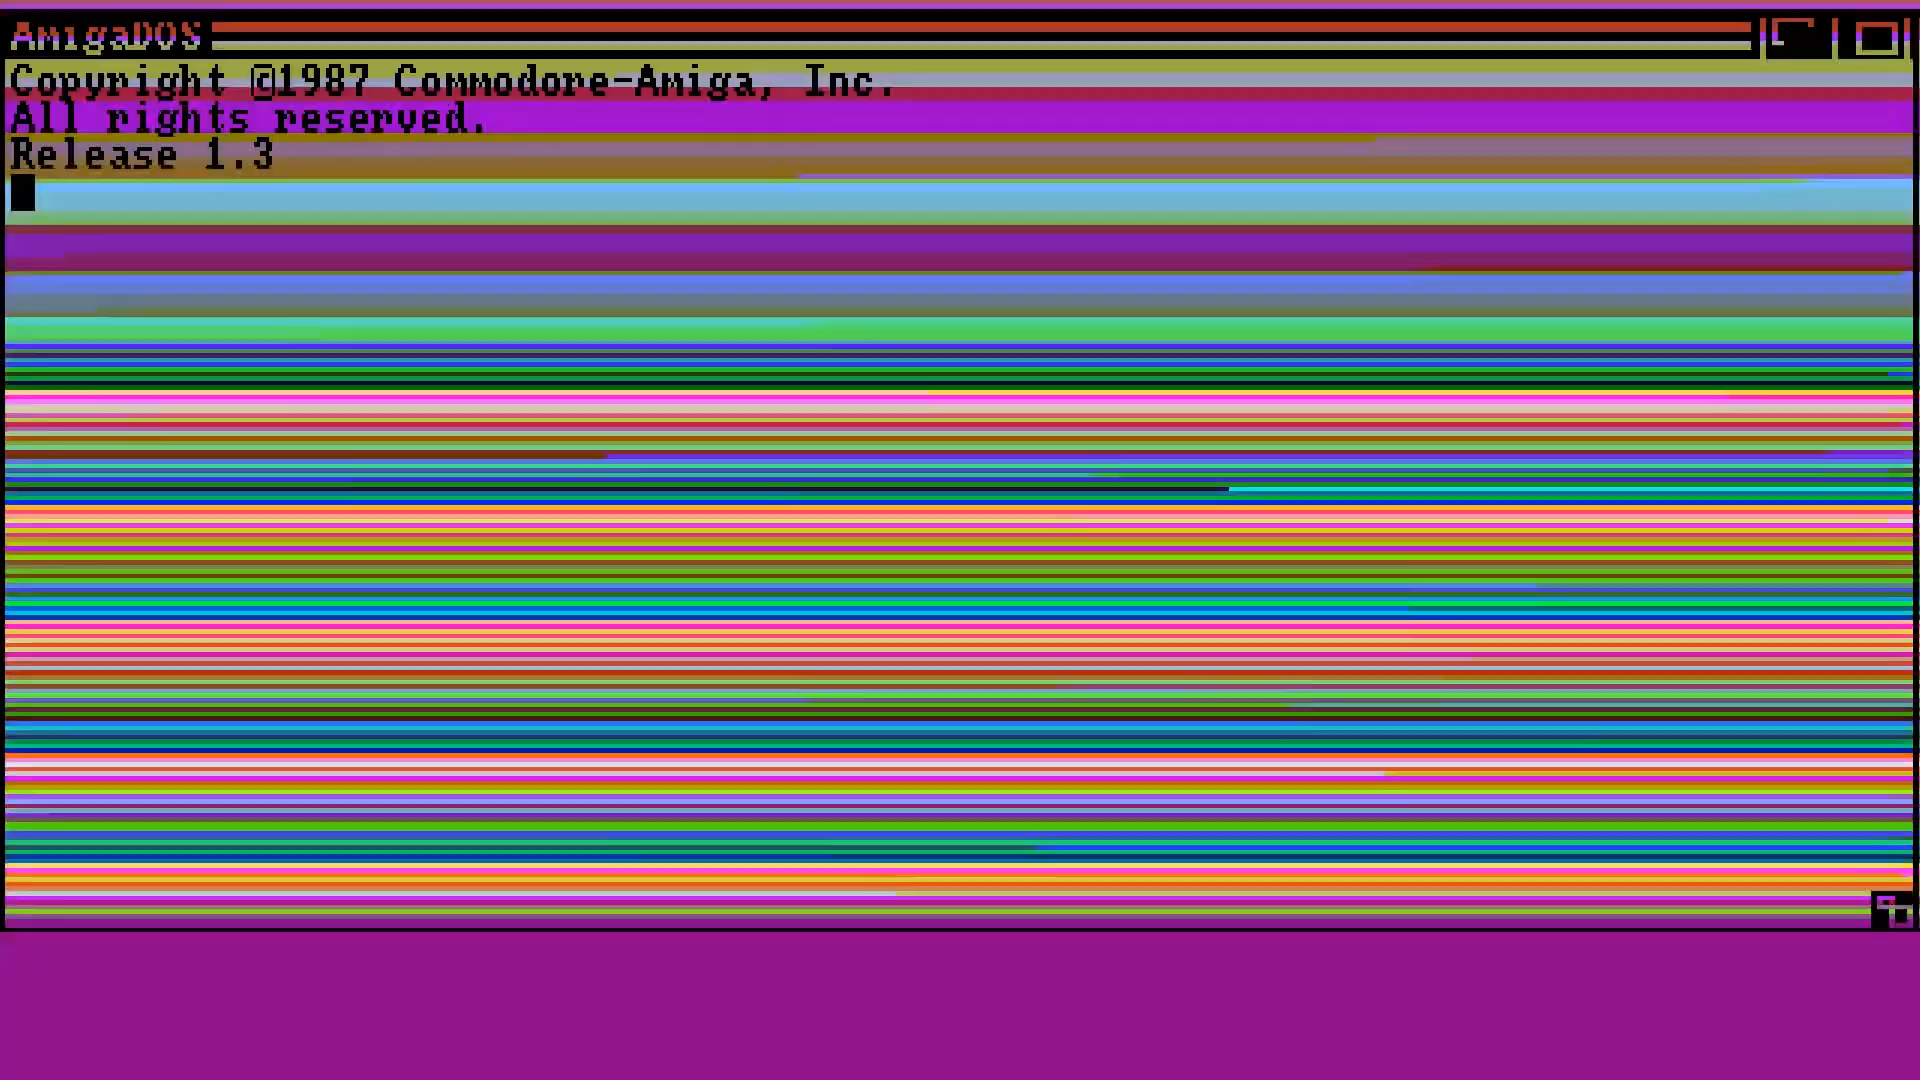 AmigaDOS
Copyright ©1987 Commodore-Amiga, Inc.
All rights reserved.
Release 1.3